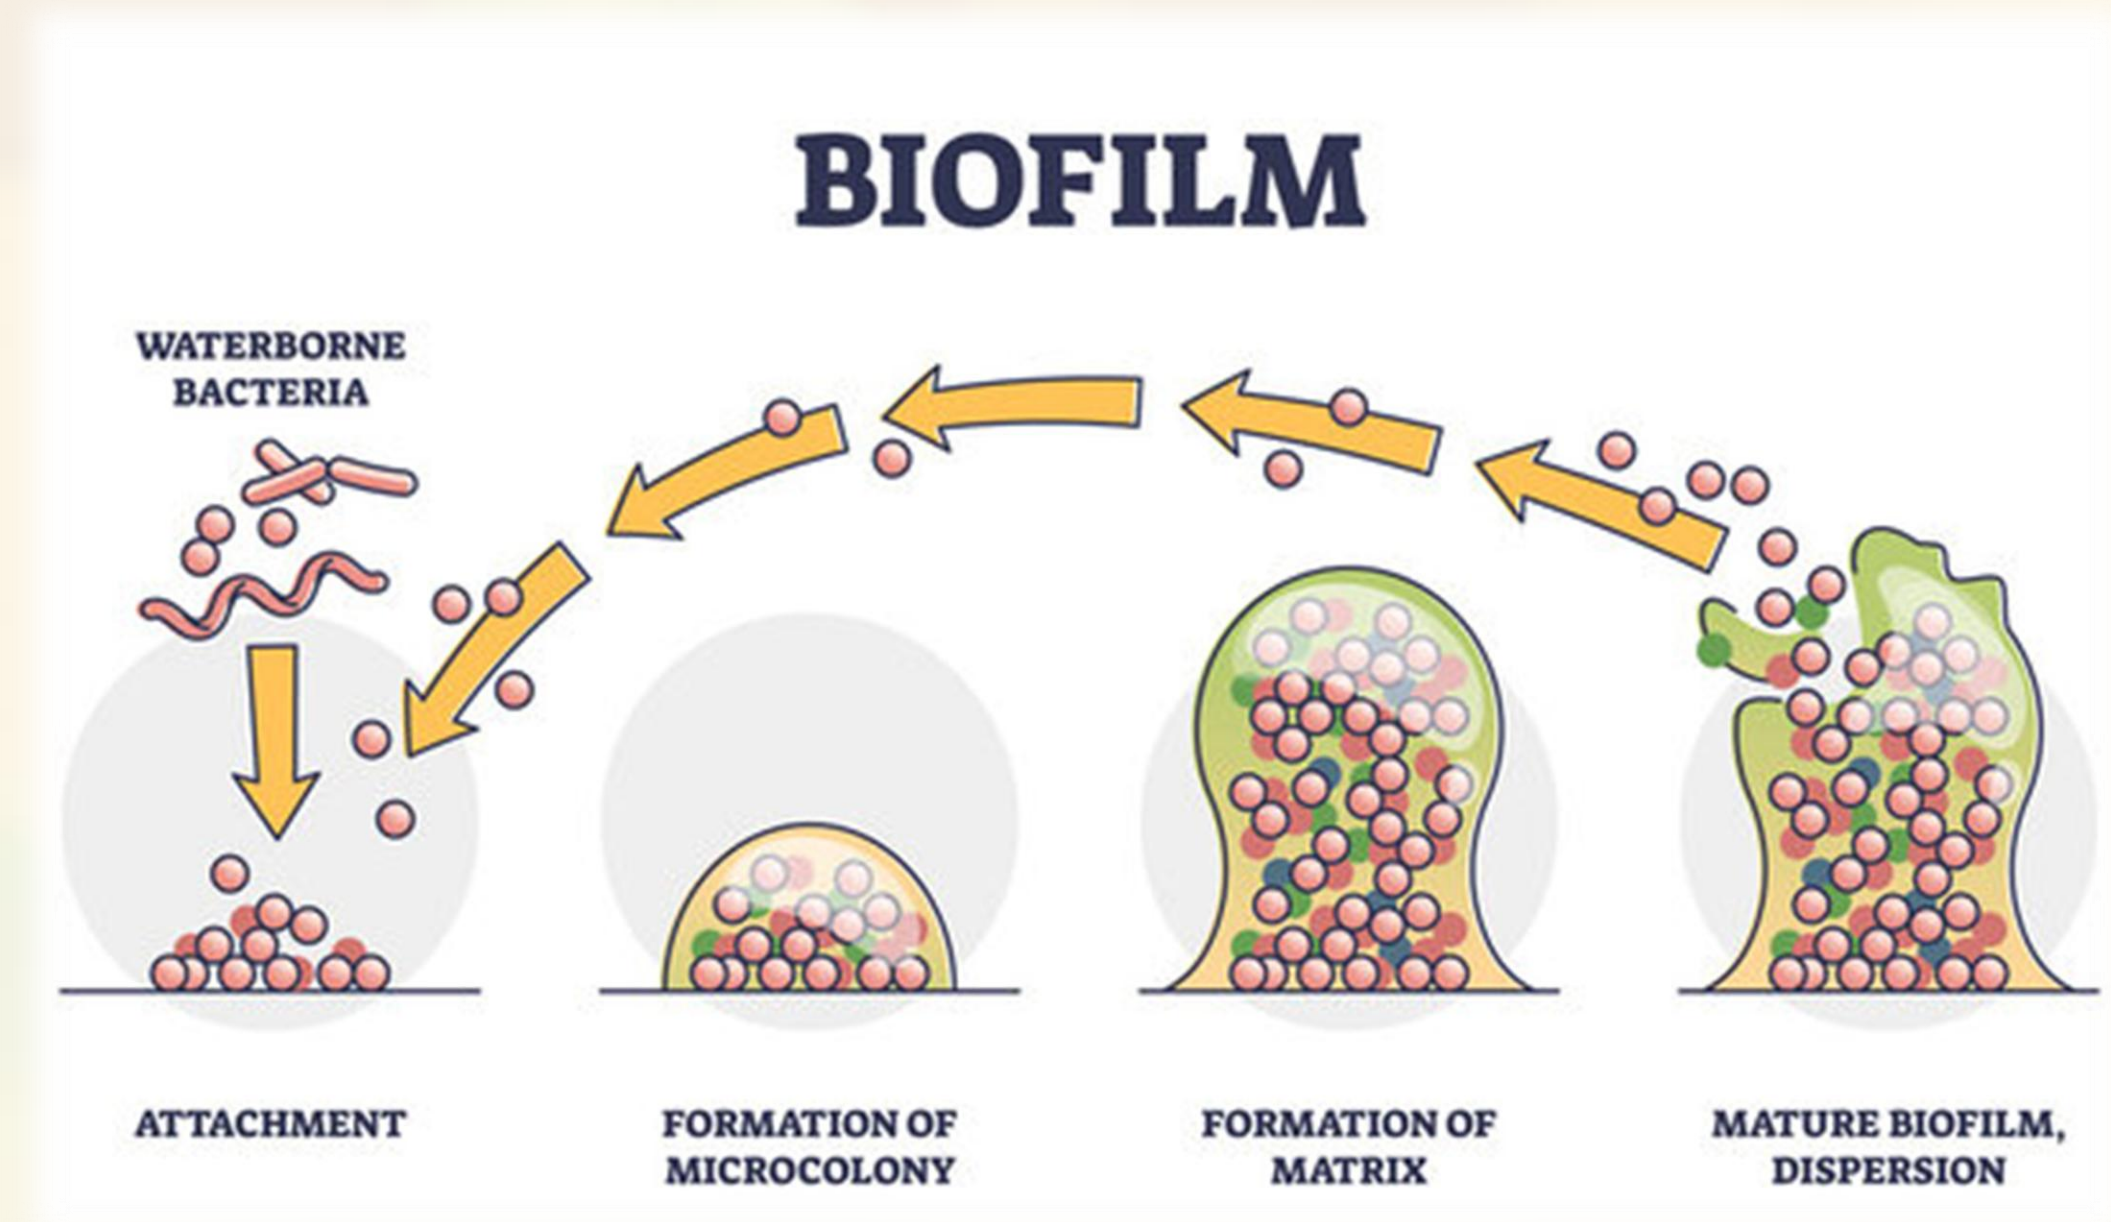 BIOFILM
WATERBORNE
BACTERIA
ATTACHMENT
FORMATION OF
MICROCOLONY
FORMATION OF
MATRIX
MATURE BIOFILM,
DISPERSION